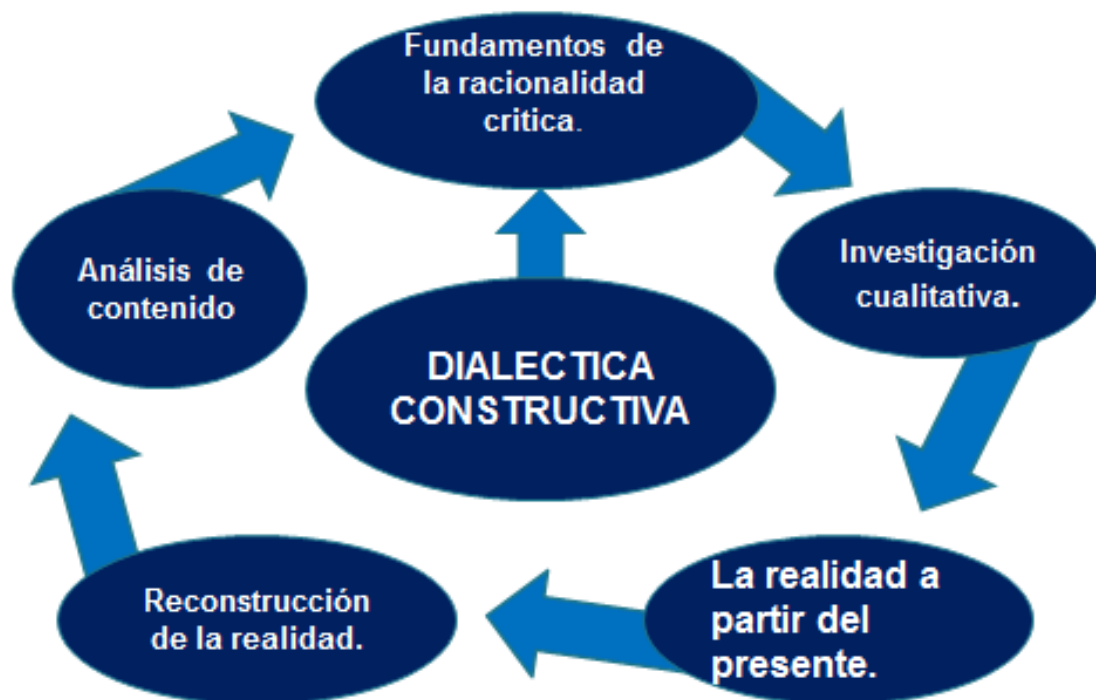 Fundamentos de
la racionalidad
critica.
Investigación
cualitativa.
La realidad a
partir del
presente.
Reconstrucción
de la realidad.
Análisis de
contenido
DIALECTICA
CONSTRUCTIVA